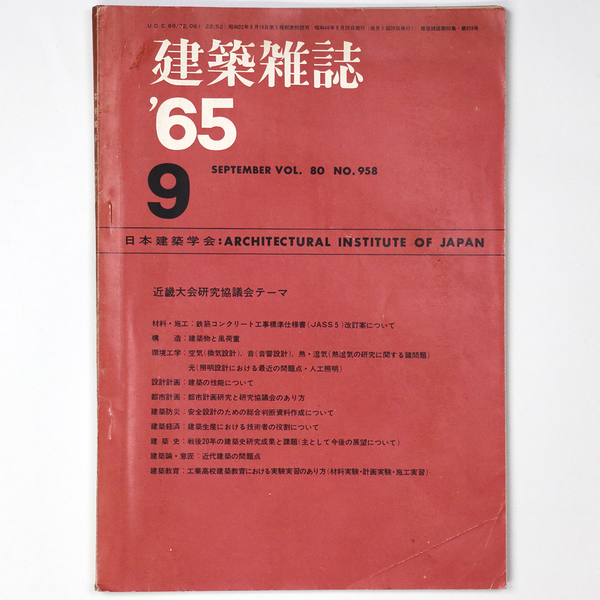 建築雑誌
'65
9
SEPTEMBER VOL. 80 NO.958
日本建築学会:ARCHITECTURAL INSTITUTE OF JAPAN
近畿大会研究協議会テーマ
材料・施工:鉄筋コンクリート工事標準仕様書(JASS5)改訂案について
構造:建築物と風荷重
環境工学:空気(換気設計)、音(音響設計)、熱・湿気(熱湿気の研究に関する諸問題)
光(照明設計における最近の問題点・人工照明)
設計計画:建築の性能について
都市計画:都市計画研究と研究協議会のあり方
建築防災:安全設計のための総合判断資料作成について
建築経済:建築生産における技術者の役割について
建築史:戦後20年の建築史研究成果と課題(主として今後の展望について)
建築論・意匠:近代建築の問題点
建築教育:工業高校建築教育における実験実習のあり方(材料実験・計画実験・施工実習)